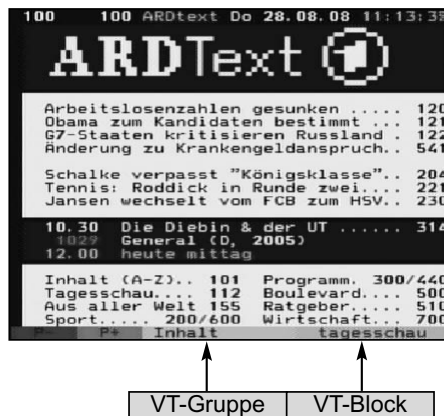 100 100 ARDtext Do 28.08.08 11:13:38
ARDText 1
Arbeitslosenzahlen gesunken ..... 120
Obama zum Kandidaten bestimmt ... 121
G7-Staaten kritisieren Russland . 122
Änderung zu Krankengeldanspruch.. 541
Schalke verpasst "Königsklasse".. 204
Tennis: Roddick in Runde zwei.... 221
Jansen wechselt vom FCB zum HSV.. 230
10.30 Die Diebin & der UT ...... 314
1029 General (D, 2005)
12.00 heute mittag
Inhalt (A-Z).. 101 Programm. 300/440
Tagesschau.... 112 Boulevard.... 500
Aus aller Welt 155 Ratgeber..... 510
Sport..... 200/600 Wirtschaft... 700
P- P+ Inhalt tagesschau
VT-Gruppe VT-Block